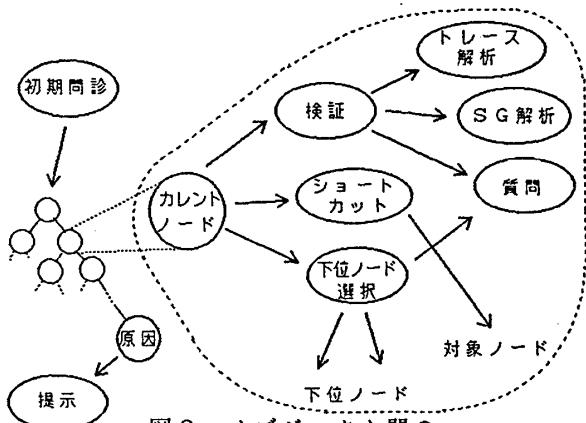 初期問診
カレント
ノード
検証
トレース
解析
SG解析
質問
ショート
カット
下位ノード
選択
対象ノード
下位ノード
原因
提示